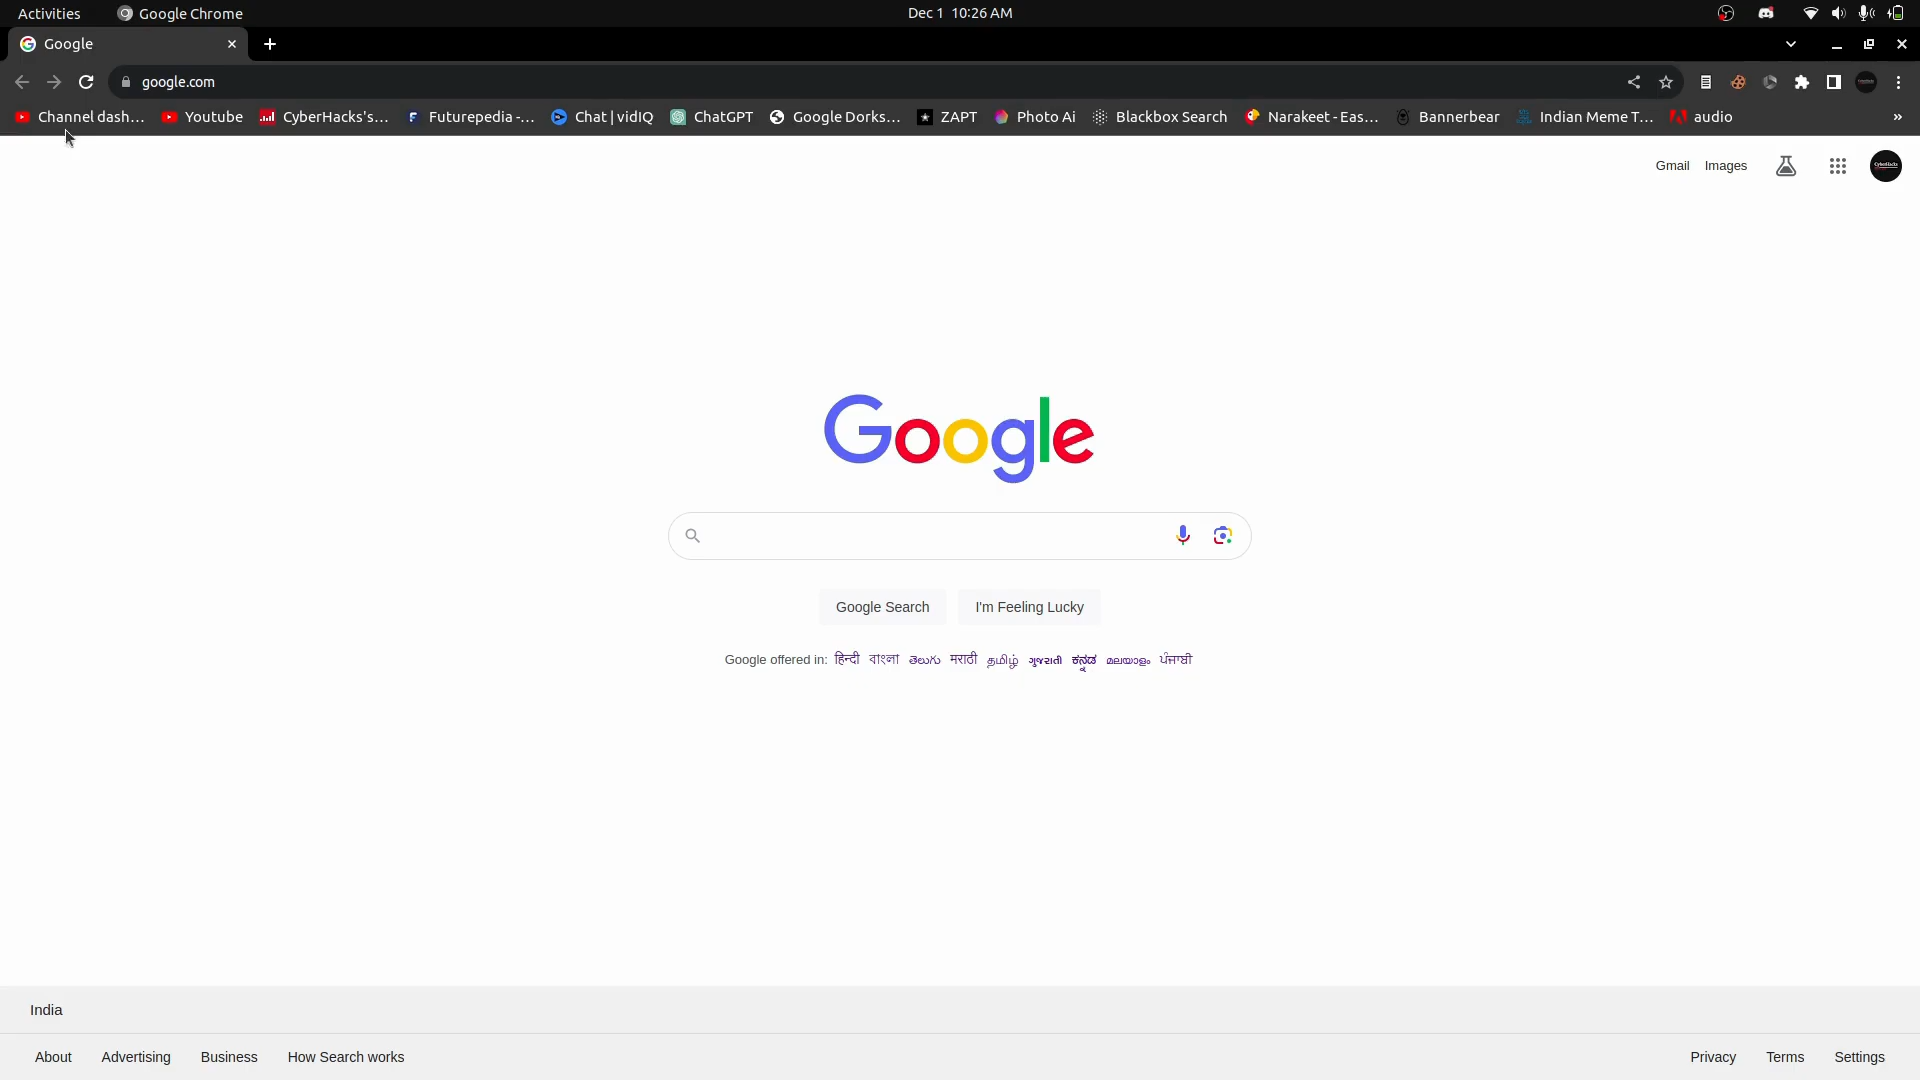 Activities Google Chrome Dec 1 10:26 AM
Google
google.com
Channel dash... Youtube CyberHacks's... Futurepedia -... Chat | vidIQ ChatGPT Google Dorks... ZAPT Photo Ai Blackbox Search Narakeet - Eas... Bannerbear Indian Meme T... audio »
Gmail Images
Google
Google Search I'm Feeling Lucky
Google offered in: हिन्दी বাংলা తెలుగు मराठी தமிழ் ગુજરાતી ಕನ್ನಡ മലയാളം ਪੰਜਾਬੀ
India
About Advertising Business How Search works Privacy Terms Settings